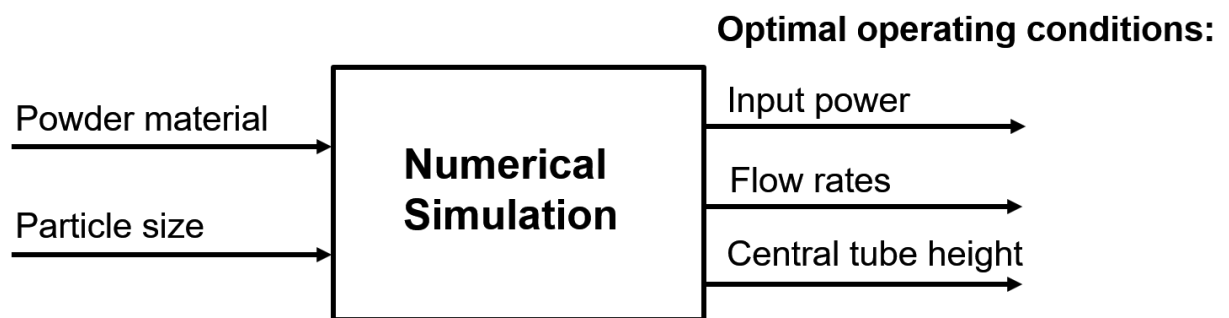 Optimal operating conditions:
Powder material
Particle size
Numerical
Simulation
Input power
Flow rates
Central tube height